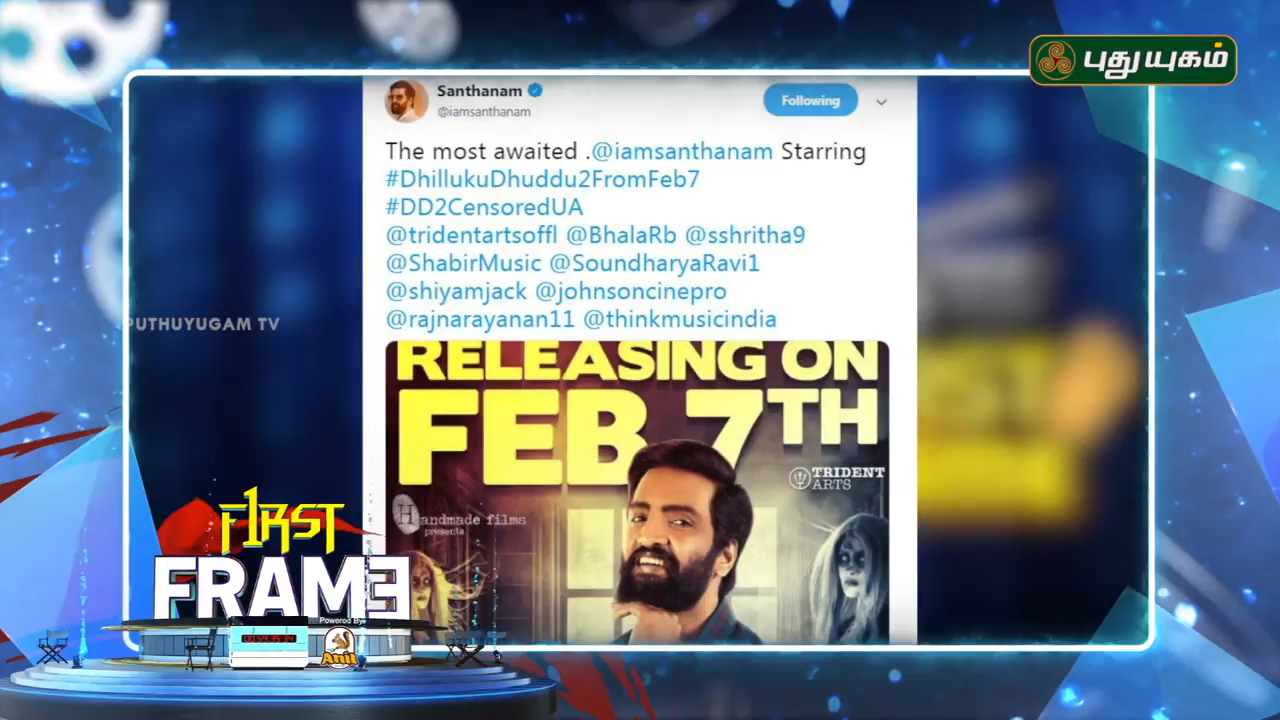 புதுயுகம்
Santhanam
@iamsanthanam
Following
The most awaited .@iamsanthanam Starring
#DhillukuDhuddu2FromFeb7
#DD2CensoredUA
@tridentartsoffl @BhalaRb @sshritha9
@ShabirMusic @SoundharyaRavi1
@shiyamjack @johnsoncinepro
@rajnarayanan11 @thinkmusicindia
PUTHUYUGAM TV
RELEASING ON
FEB 7TH
TRIDENT
ARTS
Handmade films
presents
F1RST
FRAME
Powered By
Anil